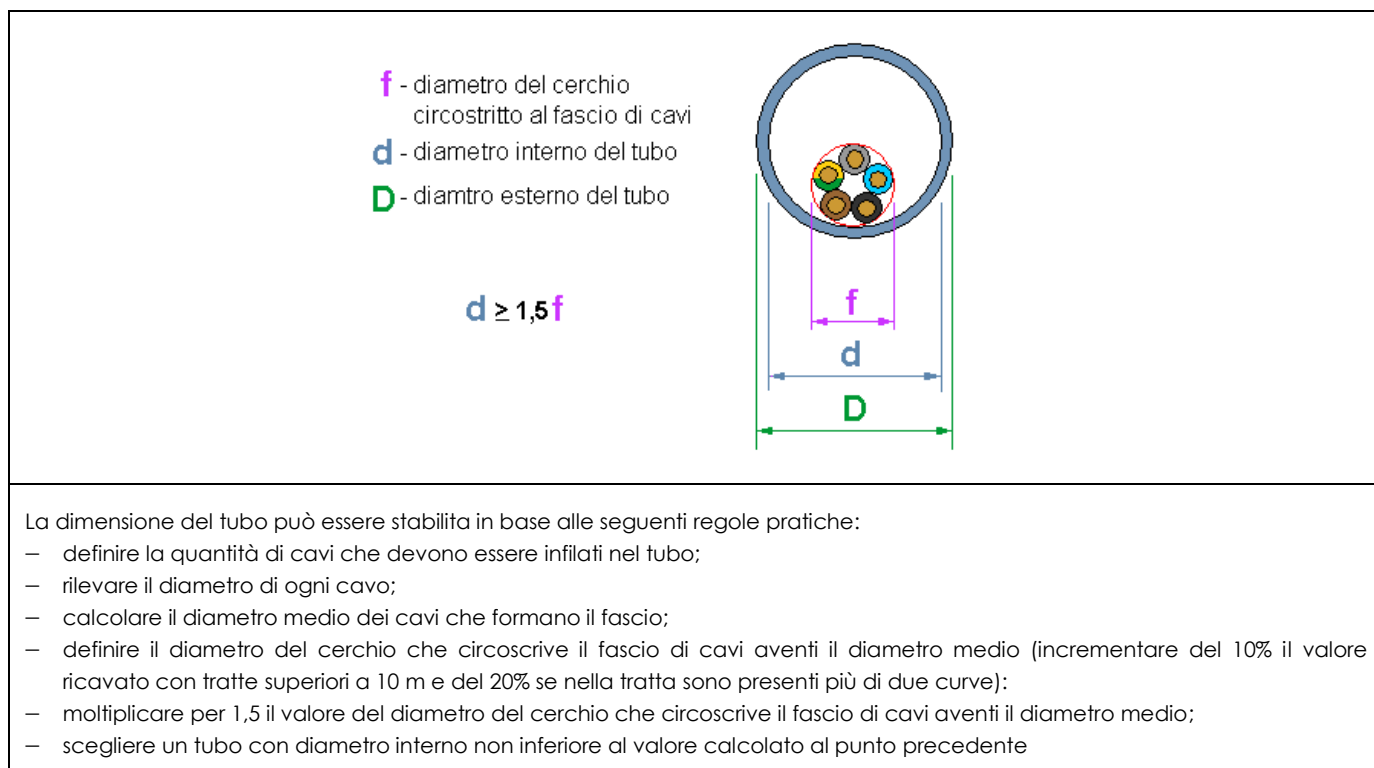 f - diametro del cerchio
circostritto al fascio di cavi
d - diametro interno del tubo
D - diamtro esterno del tubo
d ≥ 1,5 f
f
d
D
La dimensione del tubo può essere stabilita in base alle seguenti regole pratiche:
– definire la quantità di cavi che devono essere infilati nel tubo;
– rilevare il diametro di ogni cavo;
– calcolare il diametro medio dei cavi che formano il fascio;
– definire il diametro del cerchio che circoscrive il fascio di cavi aventi il diametro medio (incrementare del 10% il valore
ricavato con tratte superiori a 10 m e del 20% se nella tratta sono presenti più di due curve):
– moltiplicare per 1,5 il valore del diametro del cerchio che circoscrive il fascio di cavi aventi il diametro medio;
– scegliere un tubo con diametro interno non inferiore al valore calcolato al punto precedente